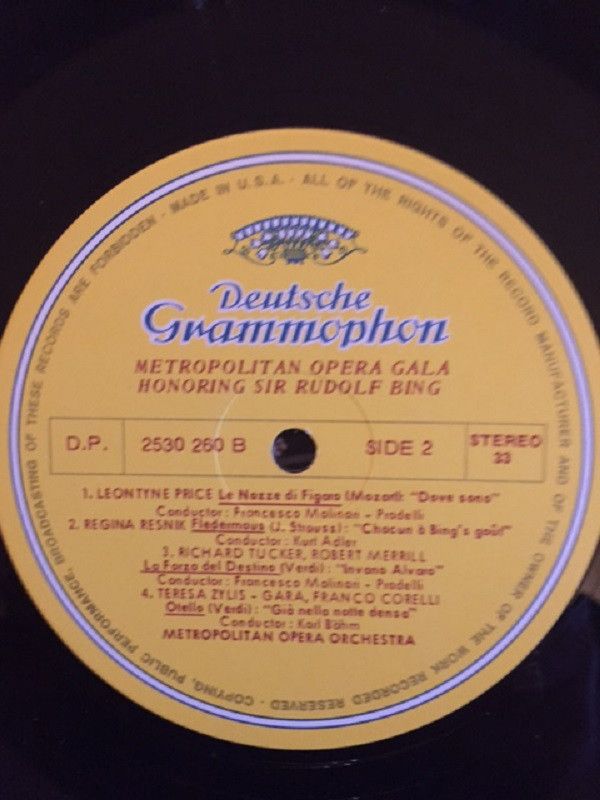 MADE IN U.S.A. · ALL OF THE RIGHTS OF THE RECORD MANUFACTURER AND OF THE OWNER OF THE WORK RECORDED RESERVED - COPYING, PUBLIC PERFORMANCE, BROADCASTING OF THESE RECORDS ARE FORBIDDEN ·
Deutsche
Grammophon
METROPOLITAN OPERA GALA
HONORING SIR RUDOLF BING
D.P. 2530 260 B SIDE 2 STEREO
33
1. LEONTYNE PRICE Le Nozze di Figaro (Mozart): "Dove sono"
Conductor: Francesco Molinari - Pradelli
2. REGINA RESNIK Fledermaus (J. Strauss): "Chacun à Bing's goût"
Conductor: Kurt Adler
3. RICHARD TUCKER, ROBERT MERRILL
La Forza del Destino (Verdi): "Invano Alvaro"
Conductor: Francesco Molinari - Pradelli
4. TERESA ZYLIS - GARA, FRANCO CORELLI
Otello (Verdi): "Già nella notte densa"
Conductor: Karl Böhm
METROPOLITAN OPERA ORCHESTRA